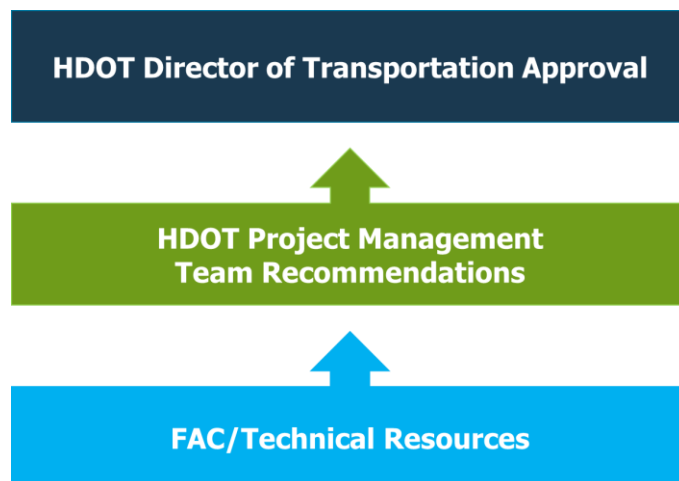 HDOT Director of Transportation Approval
HDOT Project Management
Team Recommendations
FAC/Technical Resources